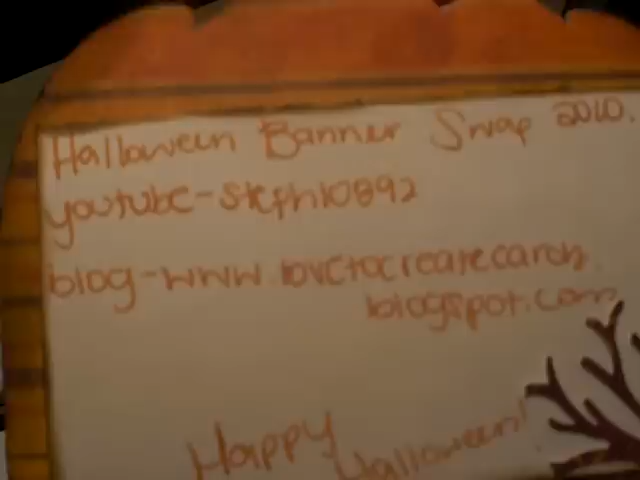 Halloween Banner Swap 2010.
youtube-steph10892
blog-www.lovetocreatecards.
blogspot.com
Happy
Halloween!